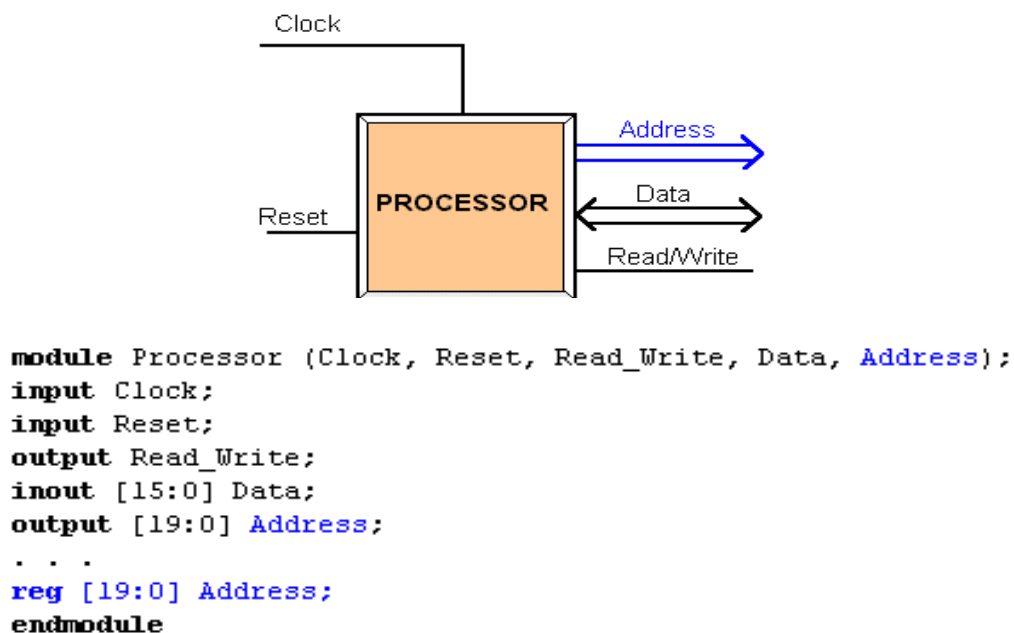 Clock
Address
PROCESSOR
Data
Reset
Read/Write
module Processor (Clock, Reset, Read_Write, Data, Address);
input Clock;
input Reset;
output Read_Write;
inout [15:0] Data;
output [19:0] Address;
. . .
reg [19:0] Address;
endmodule